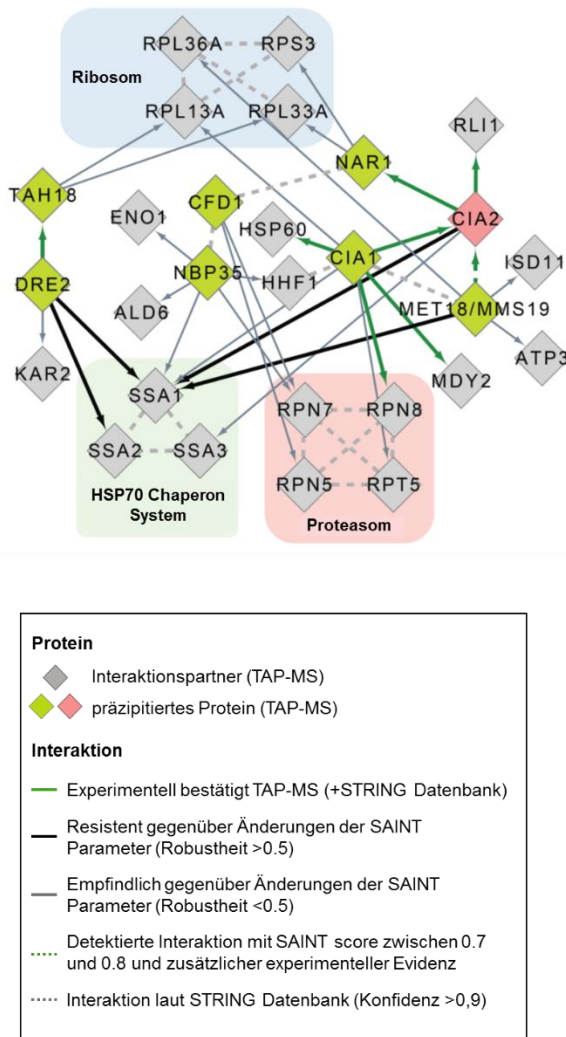 RPL36A
RPS3
Ribosom
RPL13A
RPL33A
RLI1
NAR1
TAH18
CFD1
ENO1
HSP60
CIA2
CIA1
ISD11
DRE2
NBP35
HHF1
MET18/MMS19
ALD6
ATP3
KAR2
MDY2
SSA1
RPN7
RPN8
SSA2
SSA3
RPN5
RPT5
HSP70 Chaperon
System
Proteasom
Protein
Interaktionspartner (TAP-MS)
präzipitiertes Protein (TAP-MS)
Interaktion
Experimentell bestätigt TAP-MS (+STRING Datenbank)
Resistent gegenüber Änderungen der SAINT
Parameter (Robustheit >0.5)
Empfindlich gegenüber Änderungen der SAINT
Parameter (Robustheit <0.5)
Detektierte Interaktion mit SAINT score zwischen 0.7
und 0.8 und zusätzlicher experimenteller Evidenz
Interaktion laut STRING Datenbank (Konfidenz >0,9)